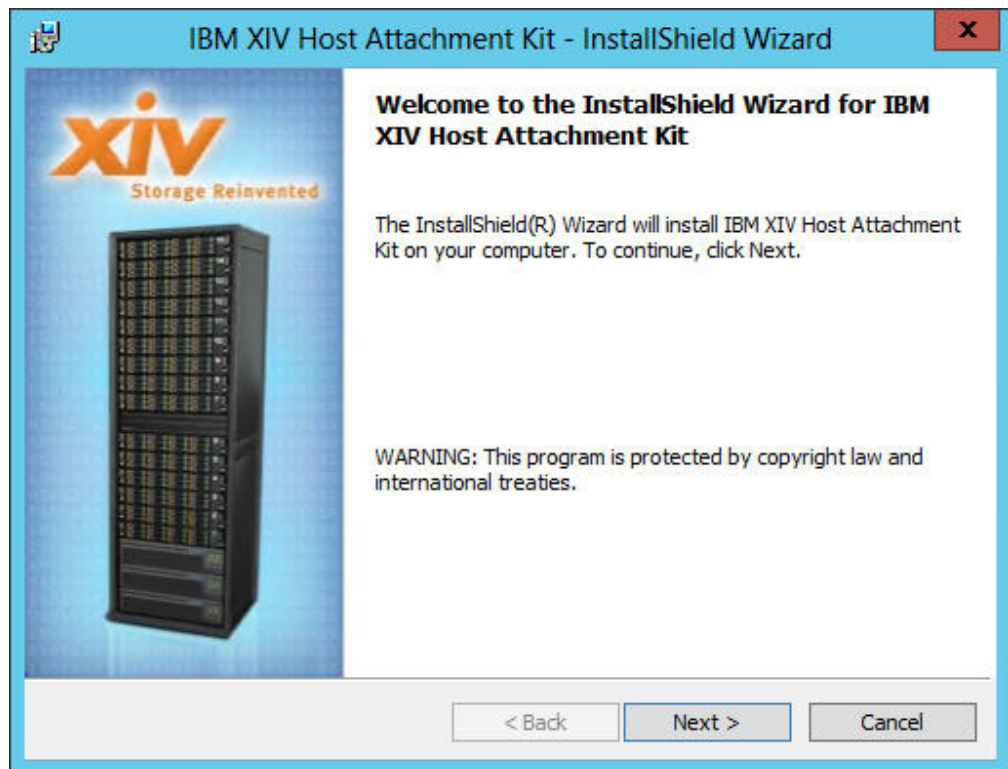 IBM XIV Host Attachment Kit - InstallShield Wizard
x
XIV
Storage Reinvented
Welcome to the InstallShield Wizard for IBM
XIV Host Attachment Kit
The InstallShield(R) Wizard will install IBM XIV Host Attachment
Kit on your computer. To continue, click Next.
WARNING: This program is protected by copyright law and
international treaties.
< Back
Next >
Cancel